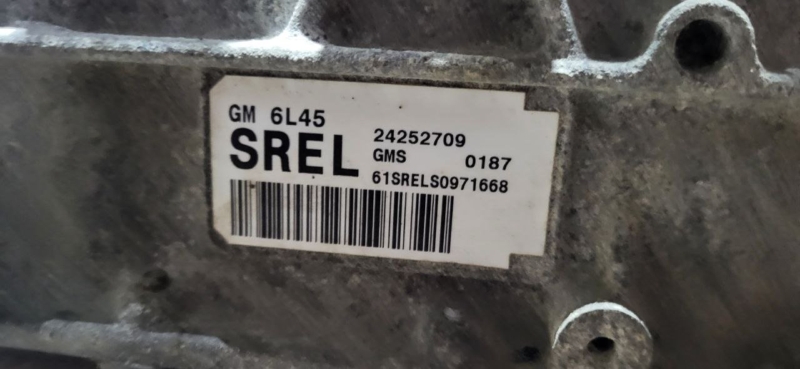 GM 6L45
SREL
24252709
GMS 0187
61SRELS0971668